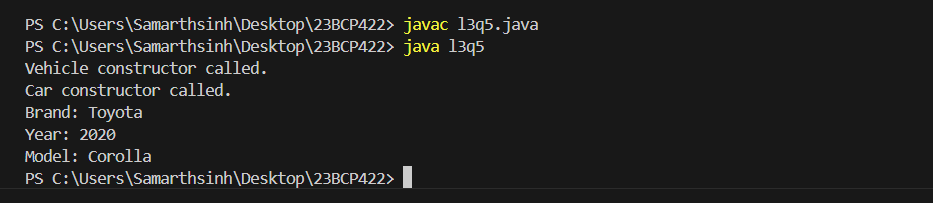 PS C:\Users\Samarthsinh\Desktop\23BCP422> javac l3q5.java
PS C:\Users\Samarthsinh\Desktop\23BCP422> java l3q5
Vehicle constructor called.
Car constructor called.
Brand: Toyota
Year: 2020
Model: Corolla
PS C:\Users\Samarthsinh\Desktop\23BCP422>